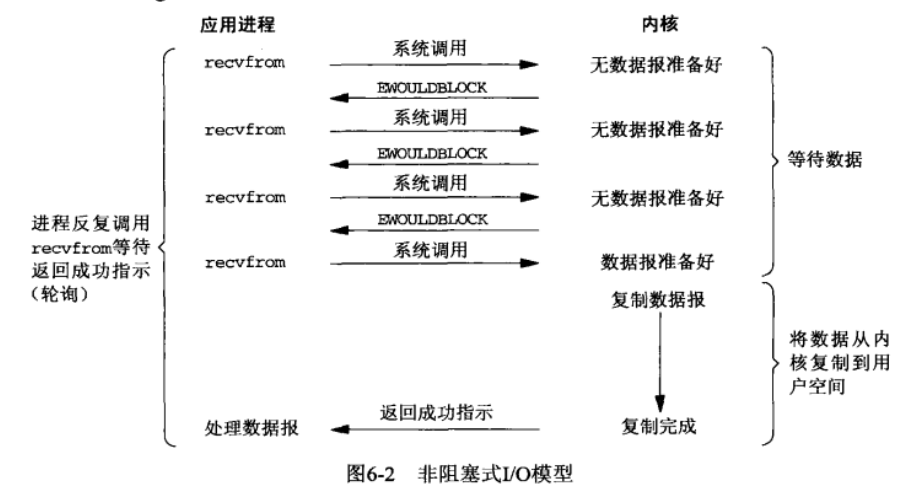 应用进程
内核
recvfrom
系统调用
无数据报准备好
EWOULDBLOCK
recvfrom
系统调用
无数据报准备好
EWOULDBLOCK
等待数据
recvfrom
系统调用
无数据报准备好
EWOULDBLOCK
进程反复调用
recvfrom等待
返回成功指示
（轮询）
recvfrom
系统调用
数据报准备好
复制数据报
将数据从内
核复制到用
户空间
处理数据报
返回成功指示
复制完成
图6-2 非阻塞式I/O模型